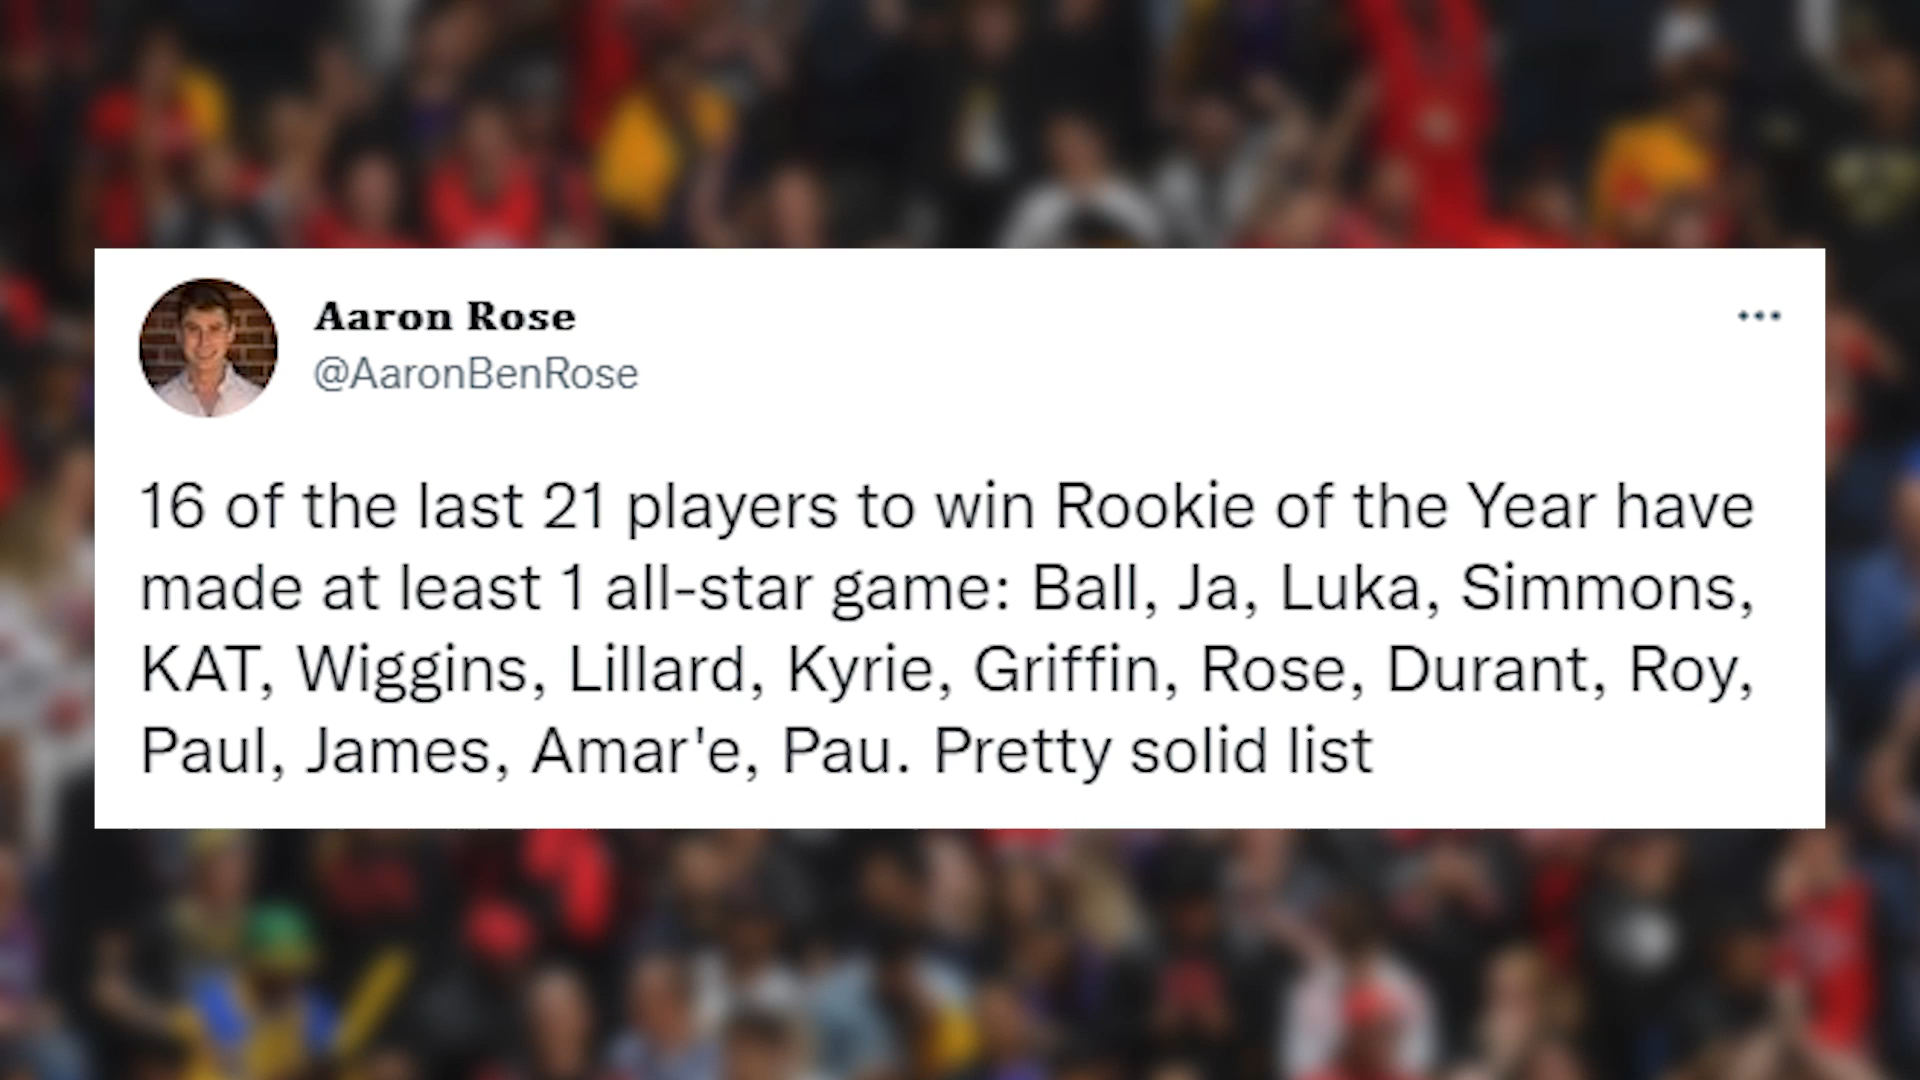 Aaron Rose
@AaronBenRose
16 of the last 21 players to win Rookie of the Year have
made at least 1 all-star game: Ball, Ja, Luka, Simmons,
KAT, Wiggins, Lillard, Kyrie, Griffin, Rose, Durant, Roy,
Paul, James, Amar'e, Pau. Pretty solid list